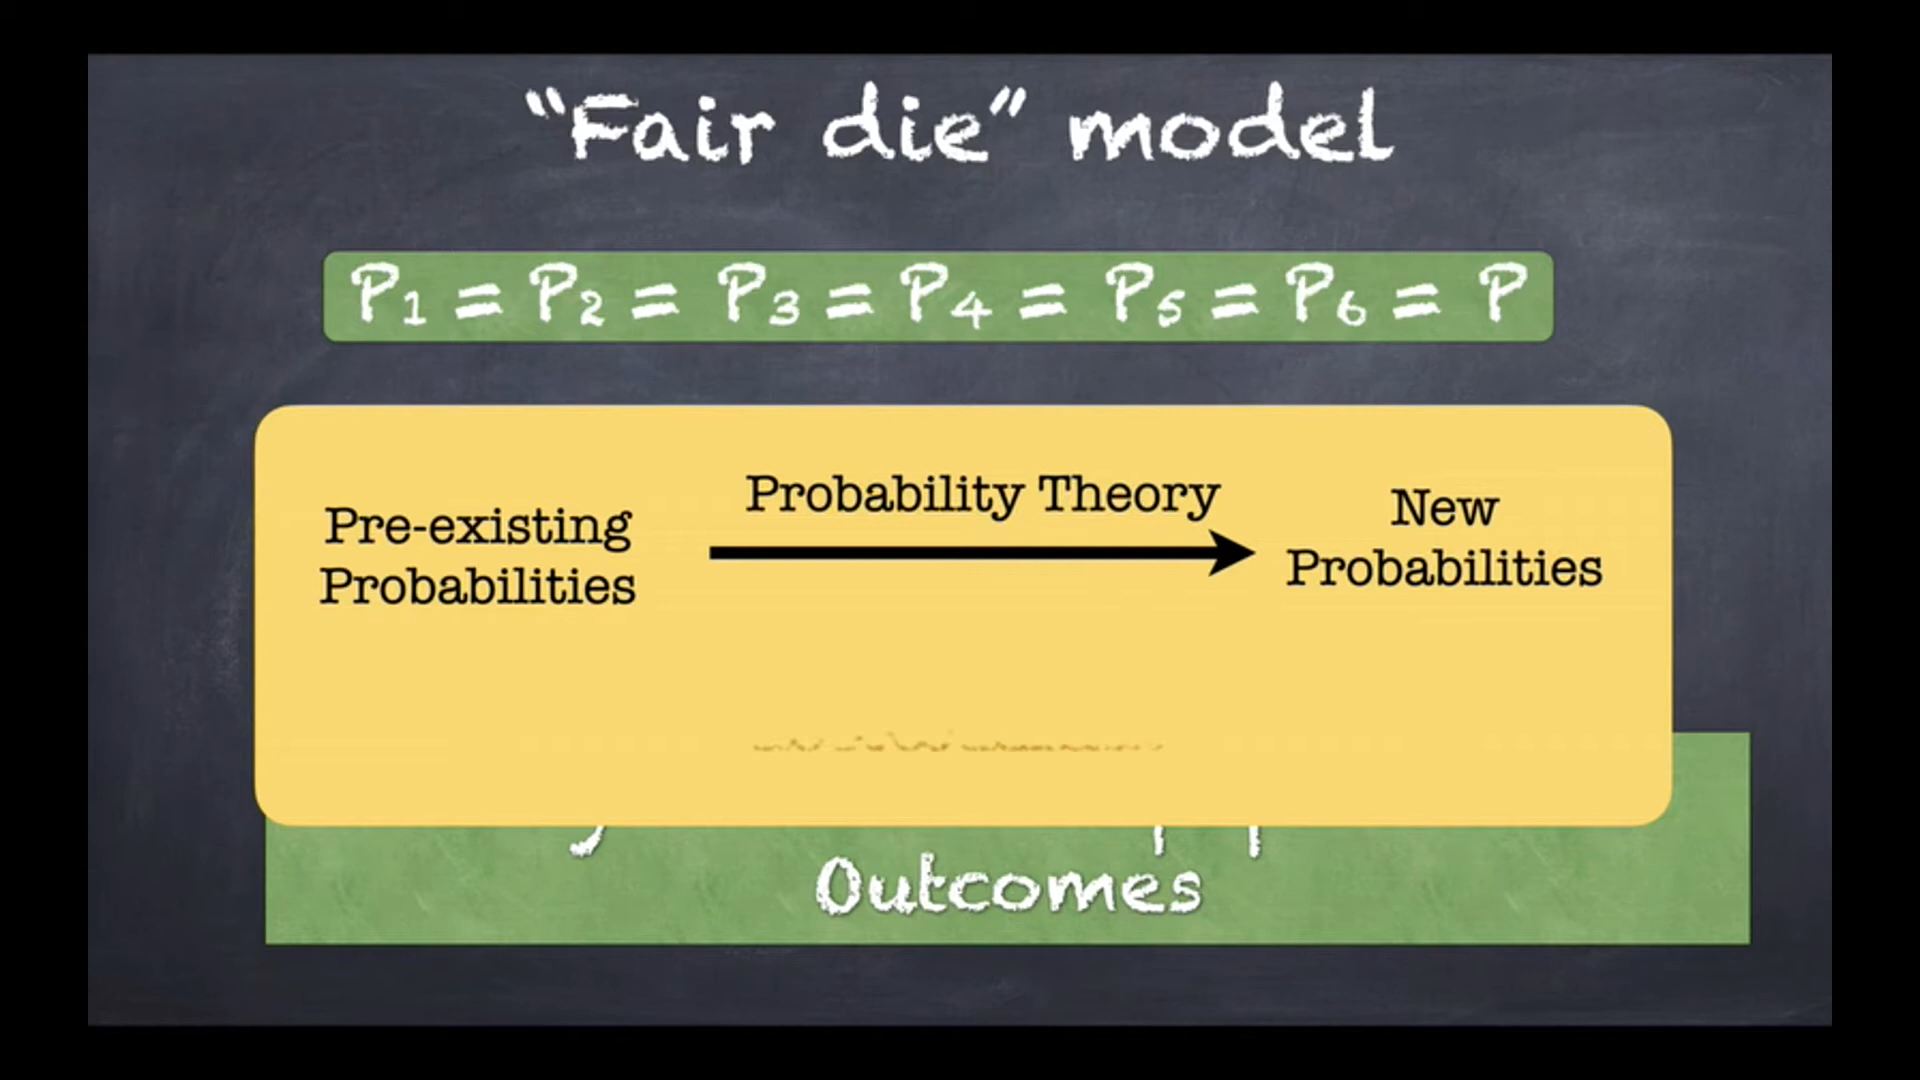 “Fair die” model
P1 = P2 = P3 = P4 = P5 = P6 = P
Probability Theory
Pre-existing
Probabilities
New
Probabilities
Outcomes